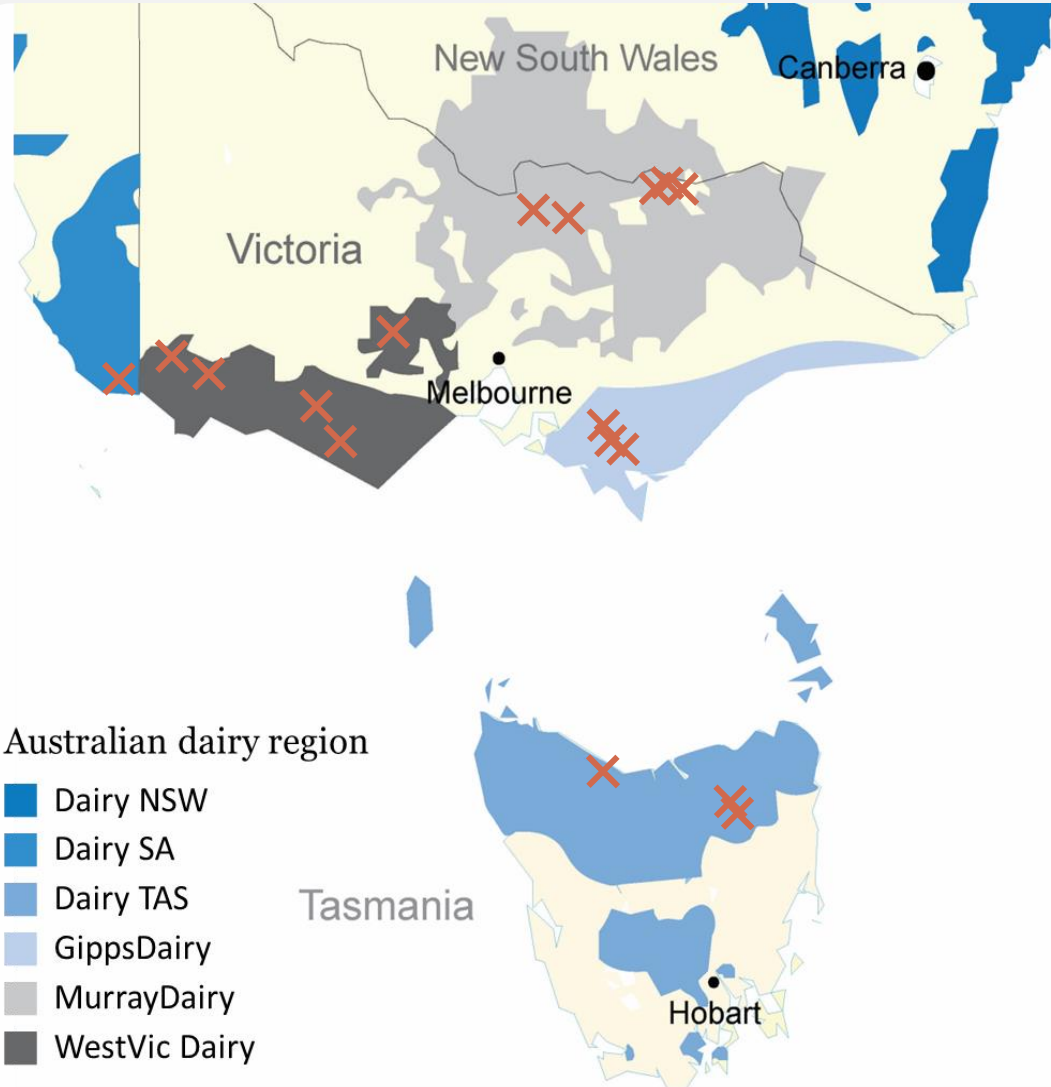 New South Wales
Canberra
Victoria
Melbourne
Australian dairy region
Dairy NSW
Dairy SA
Dairy TAS
GippsDairy
MurrayDairy
WestVic Dairy
Tasmania
Hobart